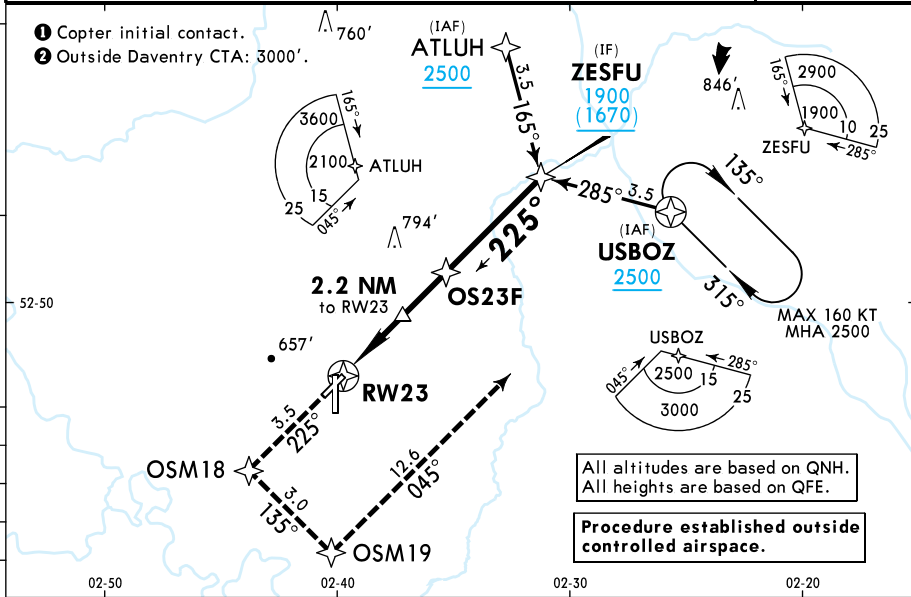 ❶ Copter initial contact.
❷ Outside Daventry CTA: 3000'.
760'
(IAF)
ATLUH
2500
3.5
165°
(IF)
ZESFU
1900
(1670)
846'
165°
2900
1900
10
25
ZESFU
285°
165°
3600
2100
ATLUH
15
25
045°
794'
285°
3.5
(IAF)
USBOZ
2500
135°
315°
MAX 160 KT
MHA 2500
225°
OS23F
2.2 NM
to RW23
52-50
657'
RW23
USBOZ
045°
285°
2500
15
25
3000
3.5
225°
OSM18
12.6
045°
3.0
135°
OSM19
All altitudes are based on QNH.
All heights are based on QFE.
Procedure established outside
controlled airspace.
02-50
02-40
02-30
02-20